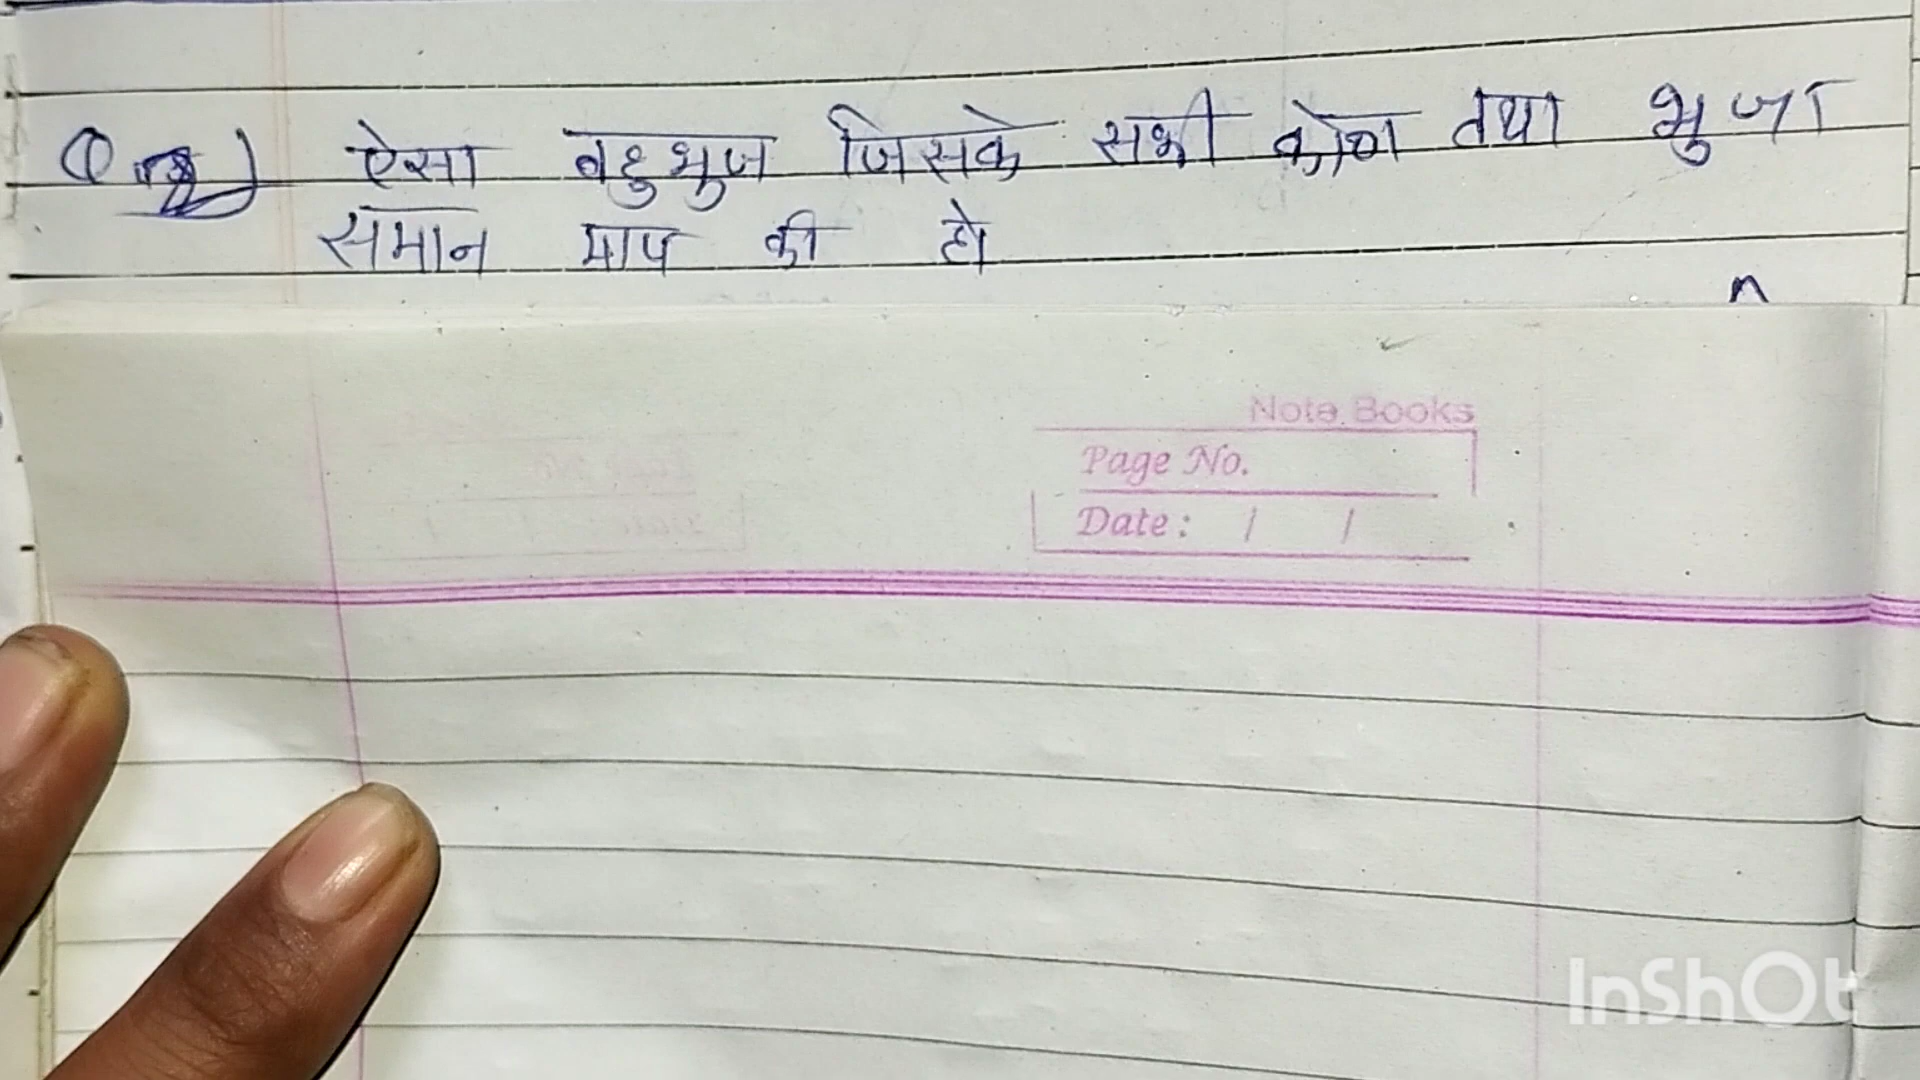 ऐसा बहुभुज जिसके सभी कोण तथा भुजा
समान माप की हो
Note Books
Page No.
Date: / /
InShOt